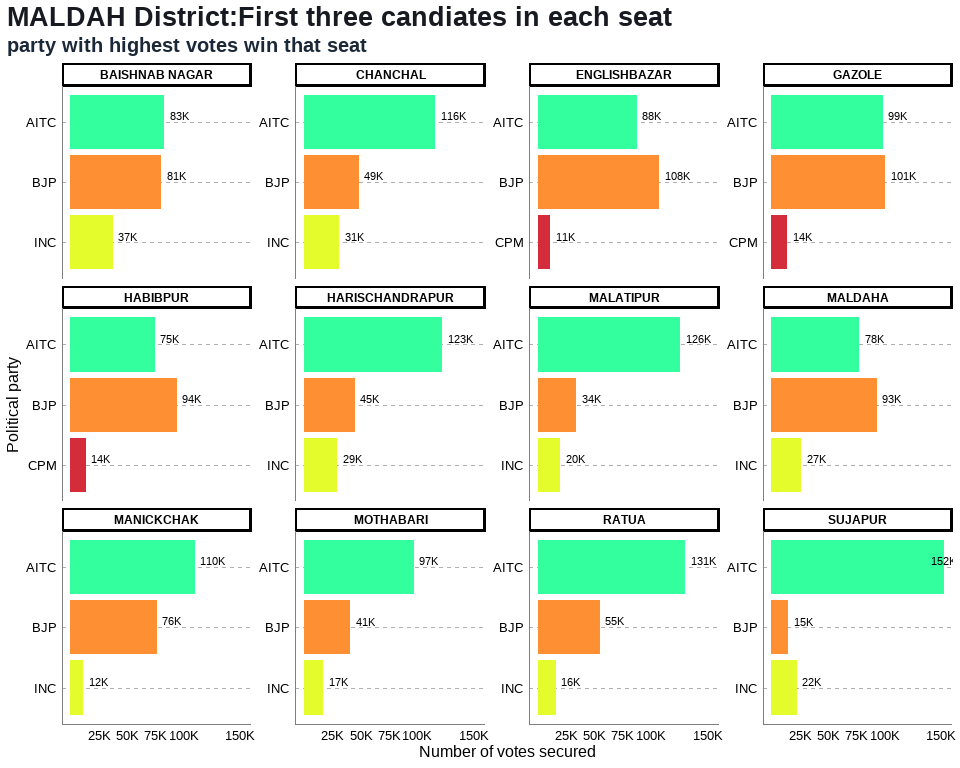 MALDAH District:First three candiates in each seat
party with highest votes win that seat
BAISHNAB NAGAR
AITC 83K
BJP 81K
INC 37K
CHANCHAL
AITC 116K
BJP 49K
INC 31K
ENGLISHBAZAR
AITC 88K
BJP 108K
CPM 11K
GAZOLE
AITC 99K
BJP 101K
CPM 14K
HABIBPUR
AITC 75K
BJP 94K
CPM 14K
HARISCHANDRAPUR
AITC 123K
BJP 45K
INC 29K
MALATIPUR
AITC 126K
BJP 34K
INC 20K
MALDAHA
AITC 78K
BJP 93K
INC 27K
MANICKCHAK
AITC 110K
BJP 76K
INC 12K
MOTHABARI
AITC 97K
BJP 41K
INC 17K
RATUA
AITC 131K
BJP 55K
INC 16K
SUJAPUR
AITC 152K
BJP 15K
INC 22K
25K 50K 75K 100K 150K
25K 50K 75K 100K 150K
25K 50K 75K 100K 150K
25K 50K 75K 100K 150K
Number of votes secured
Political party